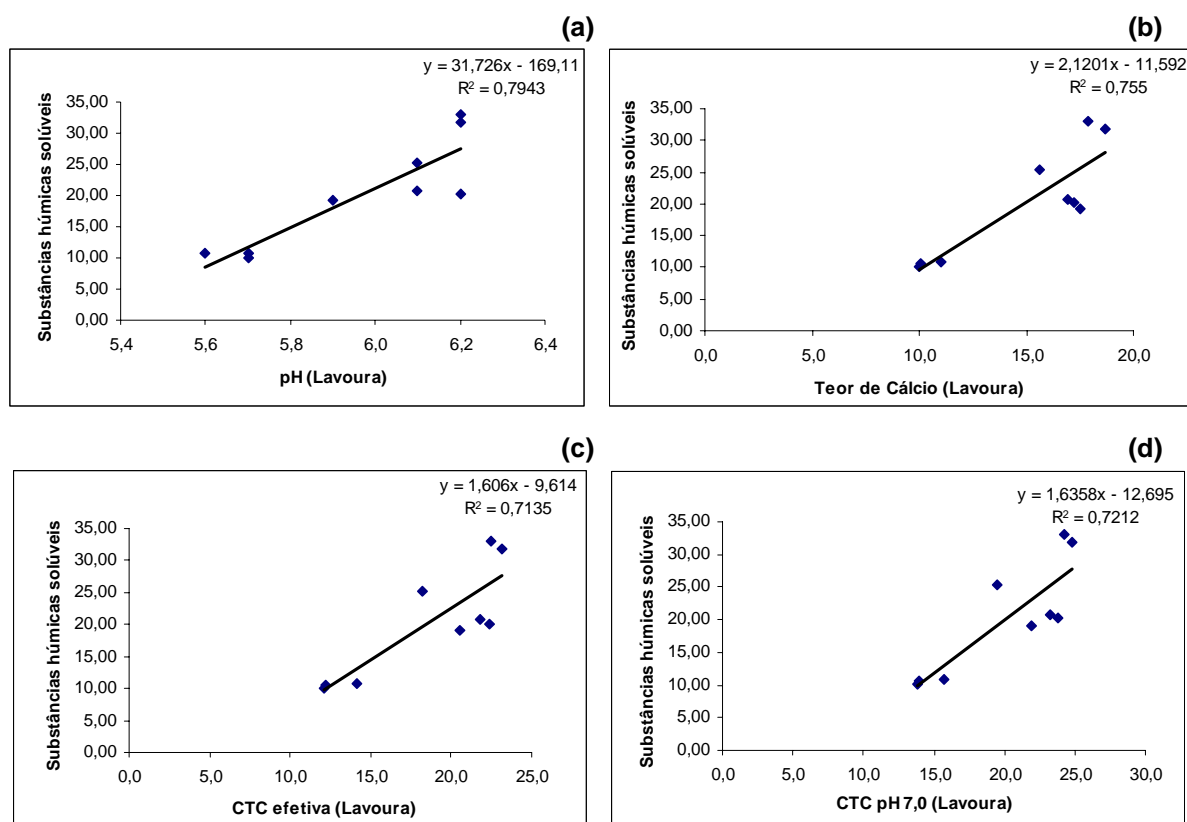 (a)
y = 31,726x - 169,11
R² = 0,7943
Substâncias húmicas solúveis
35,00
30,00
25,00
20,00
15,00
10,00
5,00
0,00
5,4 5,6 5,8 6,0 6,2 6,4
pH (Lavoura)
(b)
y = 2,1201x - 11,592
R² = 0,755
Substâncias húmicas solúveis
35,00
30,00
25,00
20,00
15,00
10,00
5,00
0,00
0,0 5,0 10,0 15,0 20,0
Teor de Cálcio (Lavoura)
(c)
y = 1,606x - 9,614
R² = 0,7135
Substâncias húmicas solúveis
35,00
30,00
25,00
20,00
15,00
10,00
5,00
0,00
0,0 5,0 10,0 15,0 20,0 25,0
CTC efetiva (Lavoura)
(d)
y = 1,6358x - 12,695
R² = 0,7212
Substâncias húmicas solúveis
35,00
30,00
25,00
20,00
15,00
10,00
5,00
0,00
0,0 5,0 10,0 15,0 20,0 25,0 30,0
CTC pH 7,0 (Lavoura)